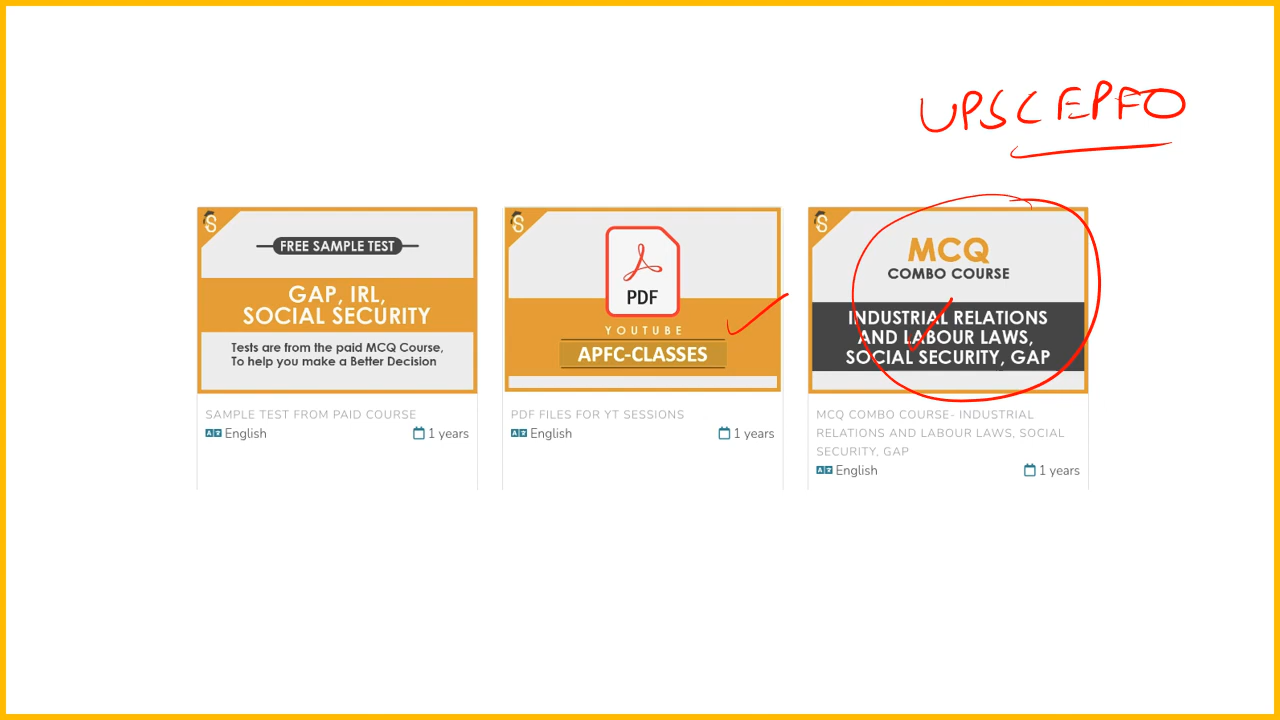 UPSC EPFO
FREE SAMPLE TEST
GAP, IRL,
SOCIAL SECURITY
Tests are from the paid MCQ Course,
To help you make a Better Decision
SAMPLE TEST FROM PAID COURSE
English
1 years
PDF
YOUTUBE
APFC-CLASSES
PDF FILES FOR YT SESSIONS
English
1 years
MCQ
COMBO COURSE
INDUSTRIAL RELATIONS
AND LABOUR LAWS,
SOCIAL SECURITY, GAP
MCQ COMBO COURSE- INDUSTRIAL
RELATIONS AND LABOUR LAWS, SOCIAL
SECURITY, GAP
English
1 years